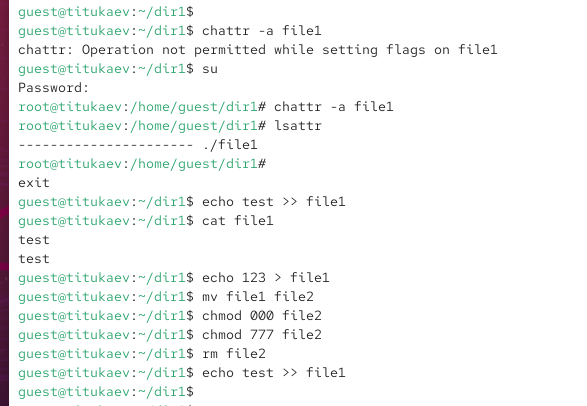 guest@titukaev:~/dir1$
guest@titukaev:~/dir1$ chattr -a file1
chattr: Operation not permitted while setting flags on file1
guest@titukaev:~/dir1$ su
Password:
root@titukaev:/home/guest/dir1# chattr -a file1
root@titukaev:/home/guest/dir1# lsattr
---------------------- ./file1
root@titukaev:/home/guest/dir1#
exit
guest@titukaev:~/dir1$ echo test >> file1
guest@titukaev:~/dir1$ cat file1
test
test
guest@titukaev:~/dir1$ echo 123 > file1
guest@titukaev:~/dir1$ mv file1 file2
guest@titukaev:~/dir1$ chmod 000 file2
guest@titukaev:~/dir1$ chmod 777 file2
guest@titukaev:~/dir1$ rm file2
guest@titukaev:~/dir1$ echo test >> file1
guest@titukaev:~/dir1$